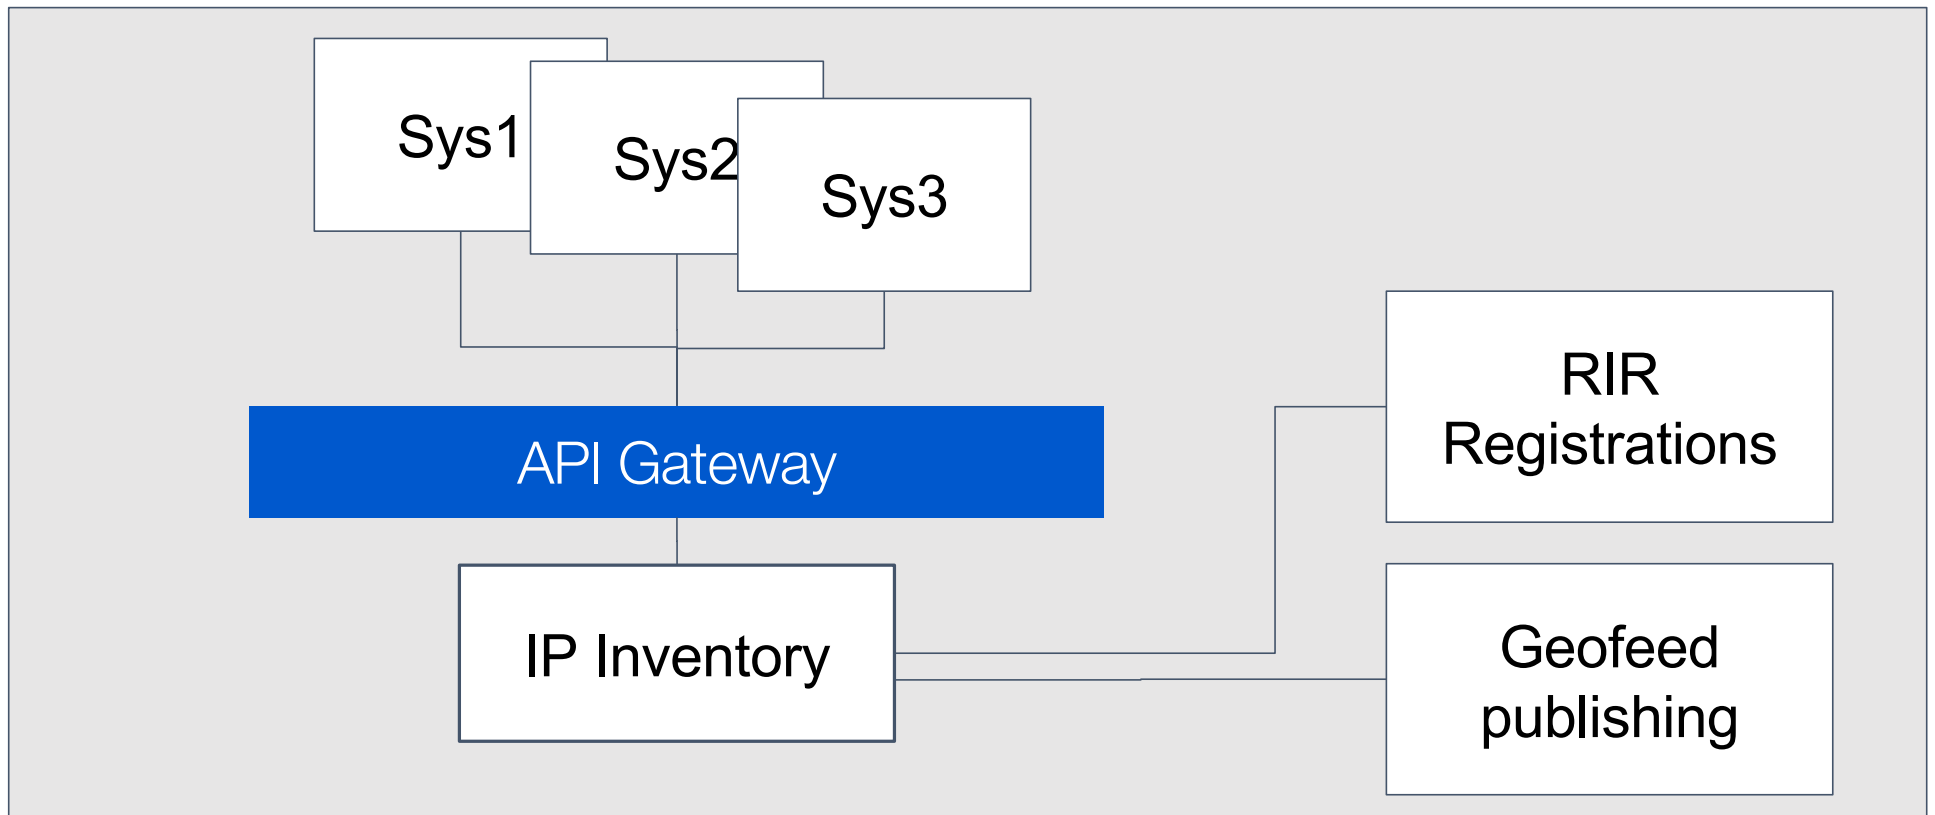 Sys1
Sys2
Sys3
API Gateway
IP Inventory
RIR
Registrations
Geofeed
publishing